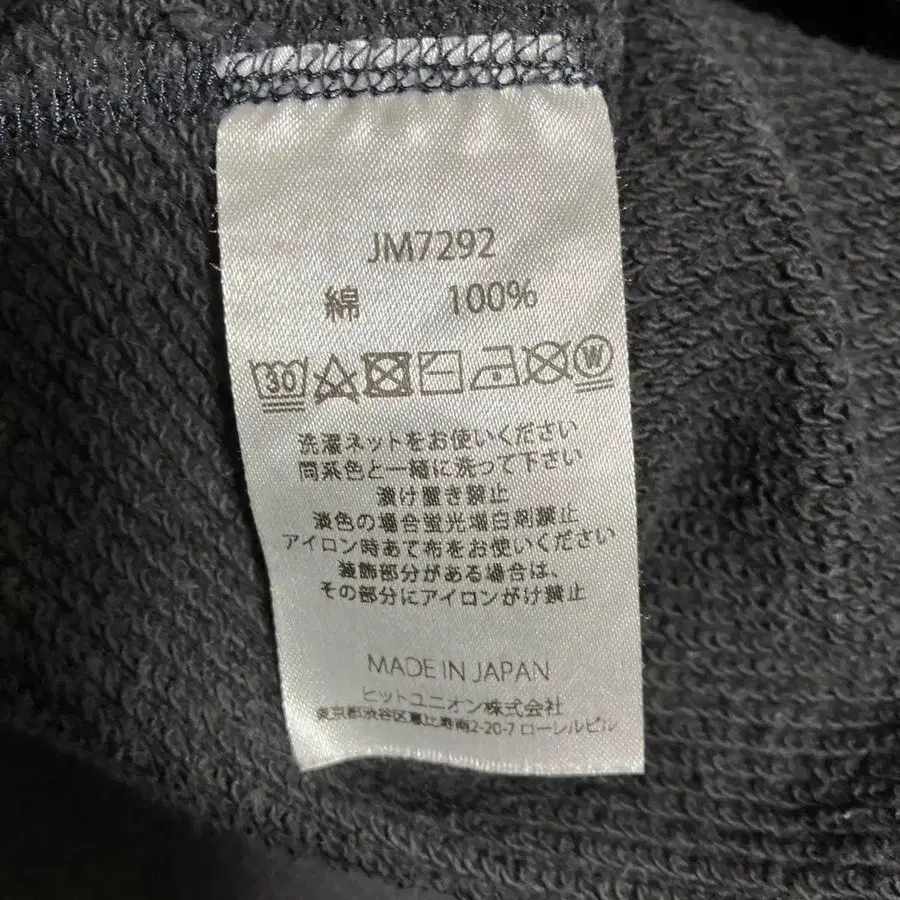 JM7292
綿 100%
30 W
洗濯ネットをお使いください
同系色と一緒に洗って下さい
漬け置き禁止
淡色の場合蛍光増白剤禁止
アイロン時あて布をお使いください
装飾部分がある場合は、
その部分にアイロンがけ禁止
MADE IN JAPAN
ヒットユニオン株式会社
東京都渋谷区恵比寿南2-20-7 ローレルビル